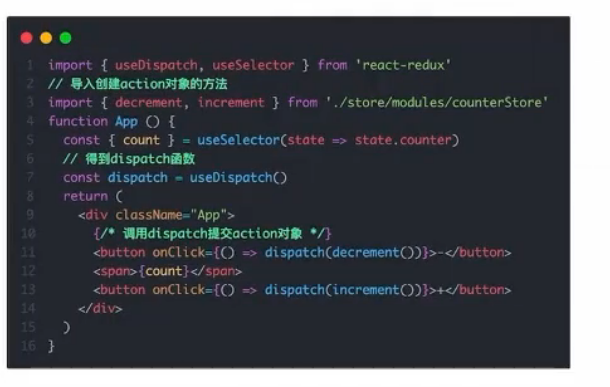 1 import { useDispatch, useSelector } from 'react-redux'
2 // 导入创建action对象的方法
3 import { decrement, increment } from './store/modules/counterStore'
4 function App () {
5 const { count } = useSelector(state => state.counter)
6 // 得到dispatch函数
7 const dispatch = useDispatch()
8 return (
9 <div className="App">
10 {/* 调用dispatch提交action对象 */}
11 <button onClick={() => dispatch(decrement())}>-</button>
12 <span>{count}</span>
13 <button onClick={() => dispatch(increment())}>+</button>
14 </div>
15 )
16 }